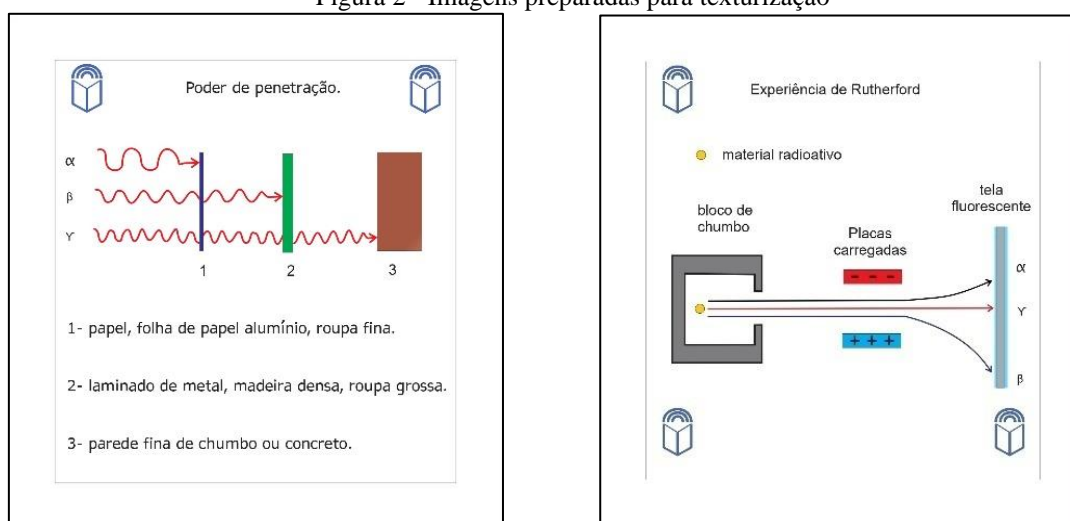 Figura 2 - Imagens preparadas para texturização
Poder de penetração.
α
β
ϒ
1
2
3
1- papel, folha de papel alumínio, roupa fina.
2- laminado de metal, madeira densa, roupa grossa.
3- parede fina de chumbo ou concreto.
Experiência de Rutherford
material radioativo
bloco de
chumbo
Placas
carregadas
tela
fluorescente
- - -
+ + +
α
ϒ
β